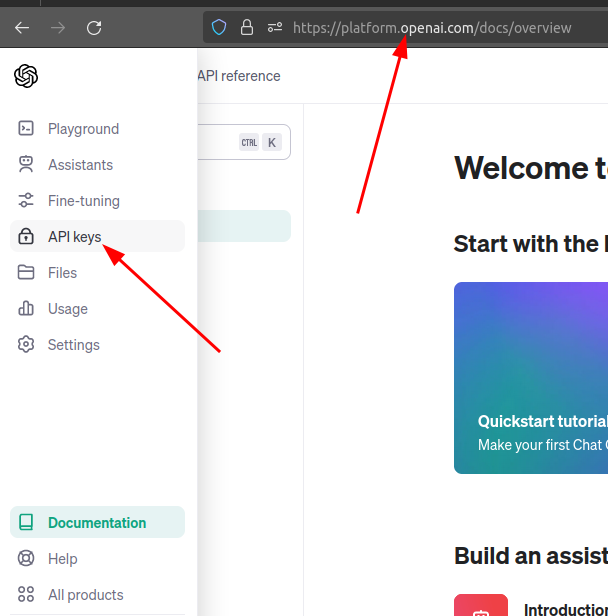 https://platform.openai.com/docs/overview
API reference
Playground
CTRL K
Assistants
Fine-tuning
API keys
Files
Usage
Settings
Welcome
Start with the
Quickstart tutorial
Make your first Chat
Documentation
Help
All products
Build an assist
Introduction